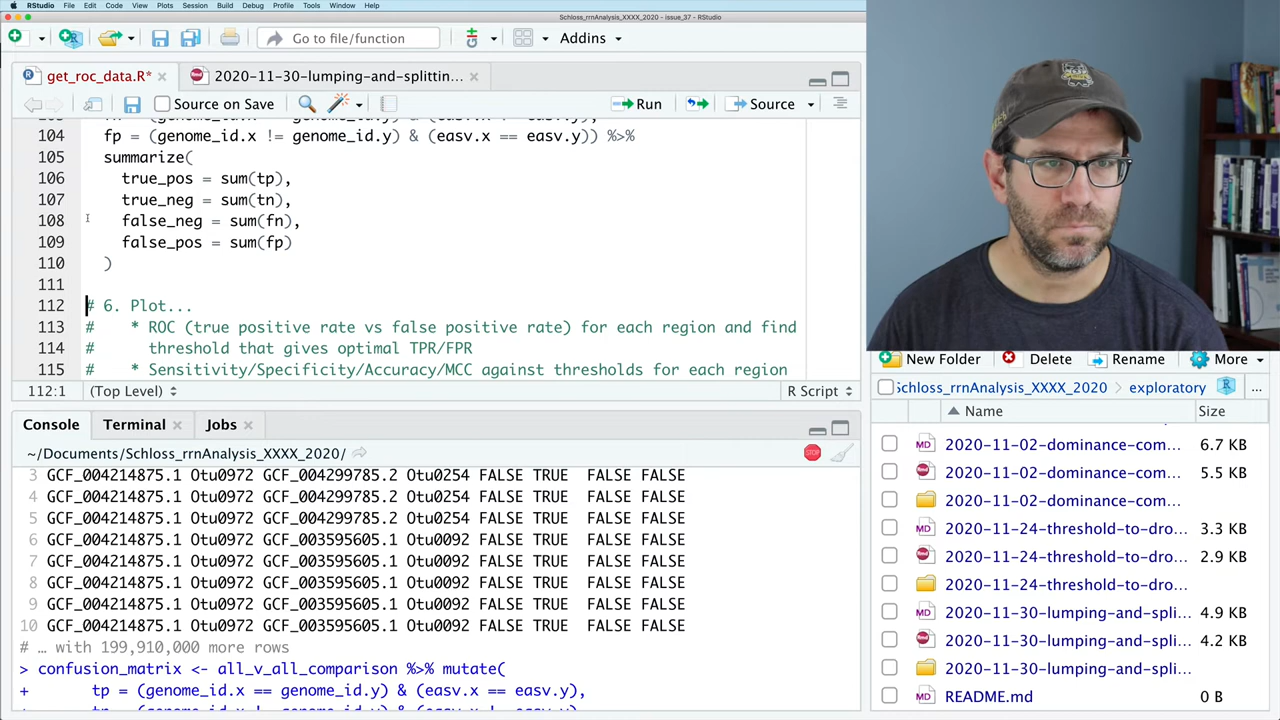 RStudio File Edit Code View Plots Session Build Debug Profile Tools Window Help
Schloss_rrnAnalysis_XXXX_2020 - issue_37 - RStudio
Go to file/function Addins
get_roc_data.R* 2020-11-30-lumping-and-splittin...
Source on Save Run Source
104 fp = (genome_id.x != genome_id.y) & (easv.x == easv.y)) %>%
105 summarize(
106 true_pos = sum(tp),
107 true_neg = sum(tn),
108 false_neg = sum(fn),
109 false_pos = sum(fp)
110 )
111
112 # 6. Plot...
113 # * ROC (true positive rate vs false positive rate) for each region and find
114 # threshold that gives optimal TPR/FPR
115 # * Sensitivity/Specificity/Accuracy/MCC against thresholds for each region
112:1 (Top Level) R Script
Console Terminal Jobs
~/Documents/Schloss_rrnAnalysis_XXXX_2020/
STOP
3 GCF_004214875.1 Otu0972 GCF_004299785.2 Otu0254 FALSE TRUE FALSE FALSE
4 GCF_004214875.1 Otu0972 GCF_004299785.2 Otu0254 FALSE TRUE FALSE FALSE
5 GCF_004214875.1 Otu0972 GCF_004299785.2 Otu0254 FALSE TRUE FALSE FALSE
6 GCF_004214875.1 Otu0972 GCF_003595605.1 Otu0092 FALSE TRUE FALSE FALSE
7 GCF_004214875.1 Otu0972 GCF_003595605.1 Otu0092 FALSE TRUE FALSE FALSE
8 GCF_004214875.1 Otu0972 GCF_003595605.1 Otu0092 FALSE TRUE FALSE FALSE
9 GCF_004214875.1 Otu0972 GCF_003595605.1 Otu0092 FALSE TRUE FALSE FALSE
10 GCF_004214875.1 Otu0972 GCF_003595605.1 Otu0092 FALSE TRUE FALSE FALSE
# … with 199,910,000 more rows
> confusion_matrix <- all_v_all_comparison %>% mutate(
+ tp = (genome_id.x == genome_id.y) & (easv.x == easv.y),
New Folder Delete Rename More
Schloss_rrnAnalysis_XXXX_2020 > exploratory ...
Name Size
2020-11-02-dominance-com... 6.7 KB
2020-11-02-dominance-com... 5.5 KB
2020-11-02-dominance-com...
2020-11-24-threshold-to-dro... 3.3 KB
2020-11-24-threshold-to-dro... 2.9 KB
2020-11-24-threshold-to-dro...
2020-11-30-lumping-and-spli... 4.9 KB
2020-11-30-lumping-and-spli... 4.2 KB
2020-11-30-lumping-and-spli...
README.md 0 B